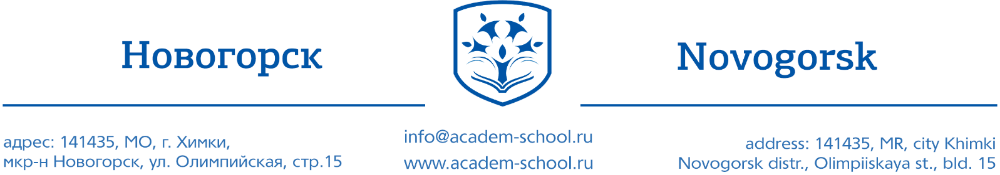 Новогорск
Novogorsk
адрес: 141435, МО, г. Химки,
мкр-н Новогорск, ул. Олимпийская, стр.15
info@academ-school.ru
www.academ-school.ru
address: 141435, MR, city Khimki
Novogorsk distr., Olimpiiskaya st., bld. 15